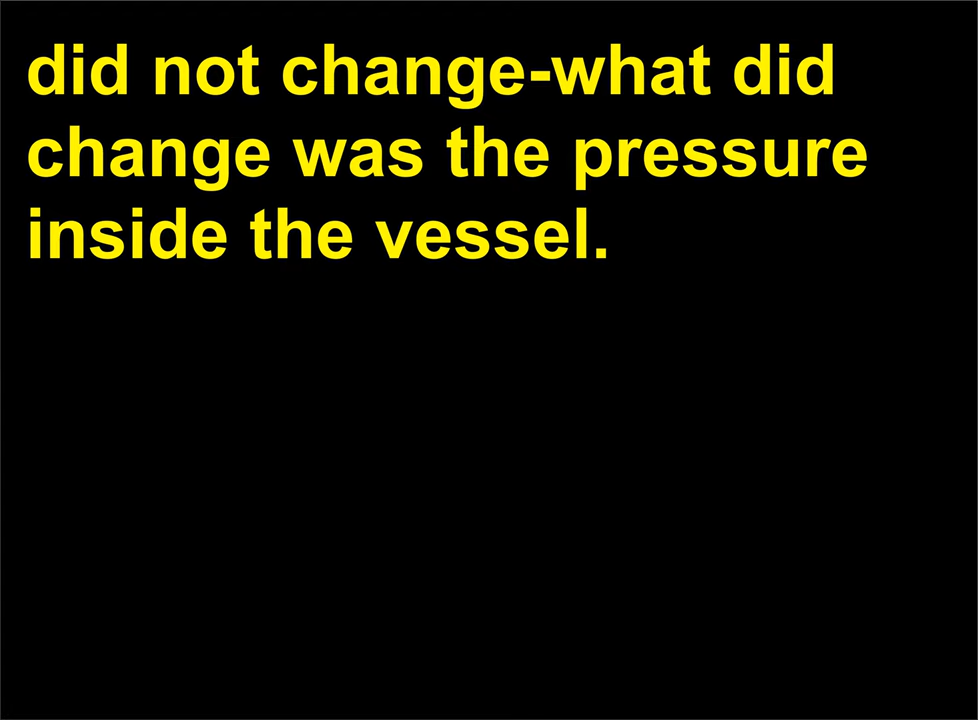 did not change-what did
change was the pressure
inside the vessel.